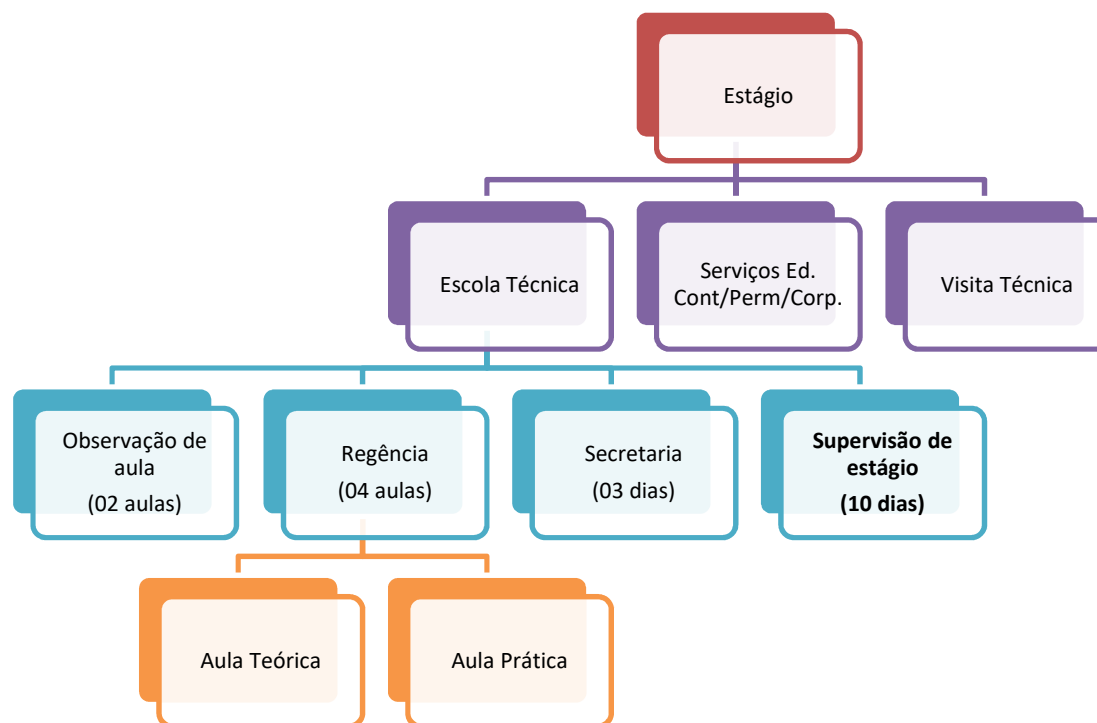 Estágio
Escola Técnica
Serviços Ed.
Cont/Perm/Corp.
Visita Técnica
Observação de
aula
(02 aulas)
Regência
(04 aulas)
Secretaria
(03 dias)
Supervisão de
estágio
(10 dias)
Aula Teórica
Aula Prática